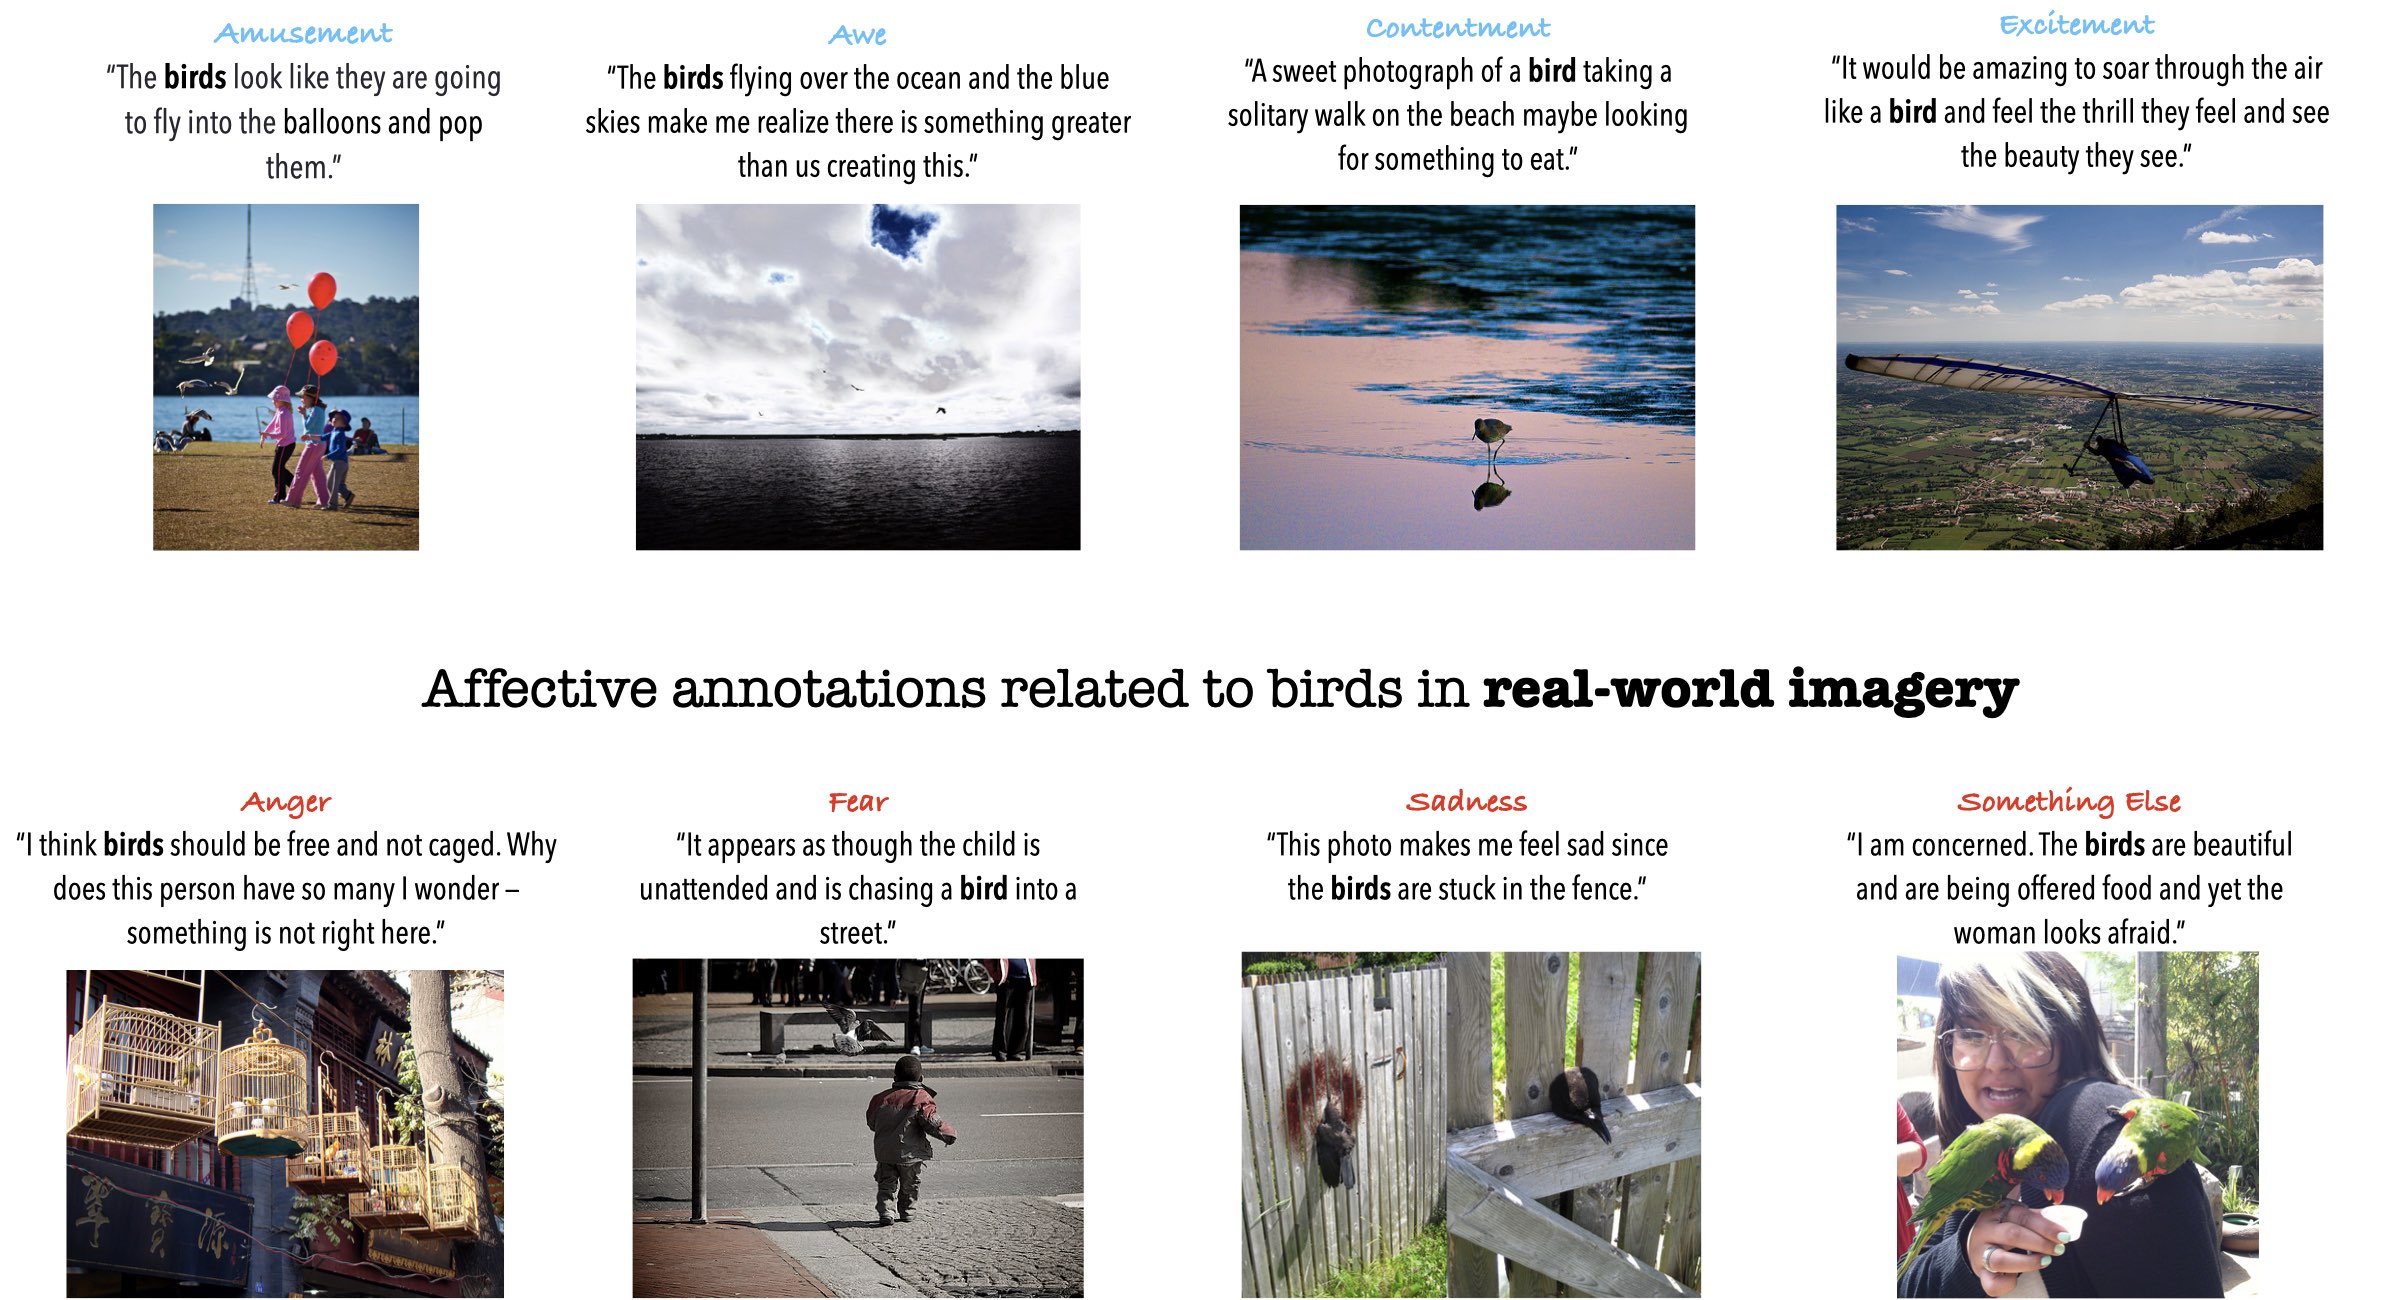 Amusement
“The birds look like they are going
to fly into the balloons and pop
them.”
Awe
“The birds flying over the ocean and the blue
skies make me realize there is something greater
than us creating this.”
Contentment
“A sweet photograph of a bird taking a
solitary walk on the beach maybe looking
for something to eat.”
Excitement
“It would be amazing to soar through the air
like a bird and feel the thrill they feel and see
the beauty they see.”
Affective annotations related to birds in real-world imagery
Anger
“I think birds should be free and not caged. Why
does this person have so many I wonder –
something is not right here.”
Fear
“It appears as though the child is
unattended and is chasing a bird into a
street.”
Sadness
“This photo makes me feel sad since
the birds are stuck in the fence.”
Something Else
“I am concerned. The birds are beautiful
and are being offered food and yet the
woman looks afraid.”